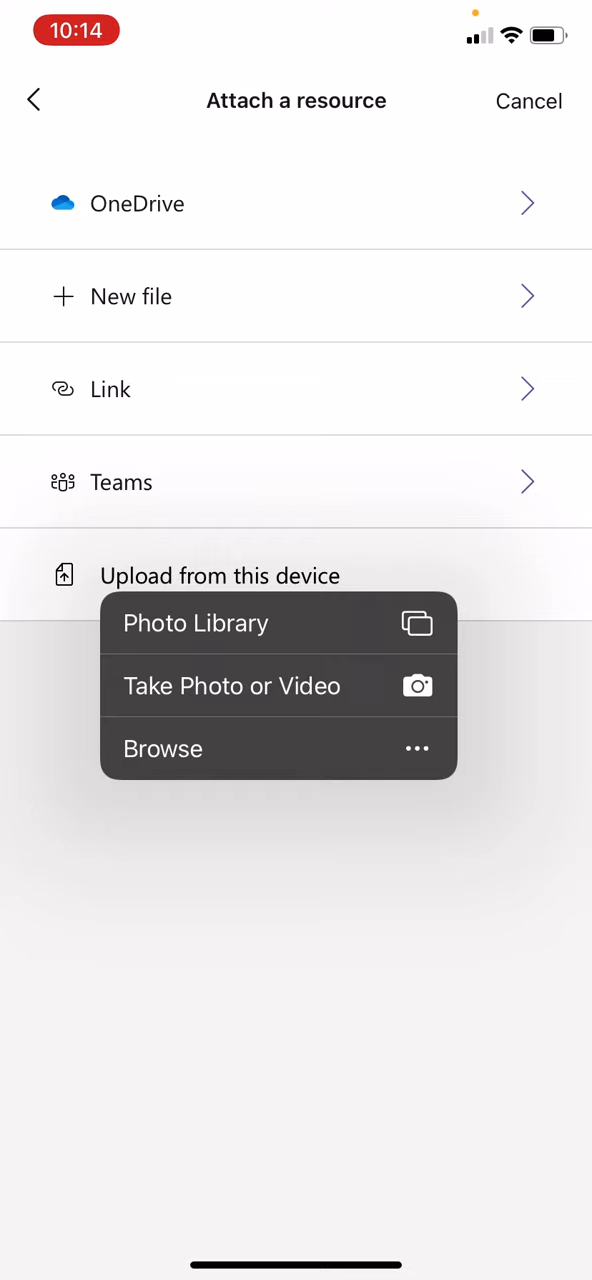 10:14
Attach a resource
Cancel
OneDrive
New file
Link
Teams
Upload from this device
Photo Library
Take Photo or Video
Browse